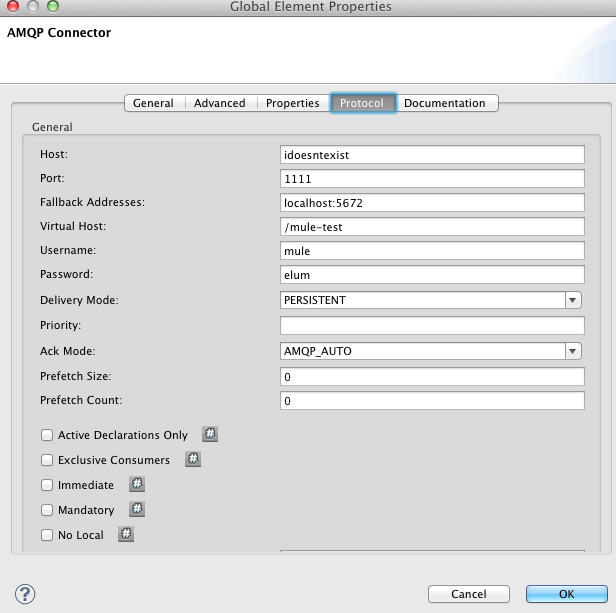 Global Element Properties
AMQP Connector
General Advanced Properties Protocol Documentation
General
Host: idoesntexist
Port: 1111
Fallback Addresses: localhost:5672
Virtual Host: /mule-test
Username: mule
Password: elum
Delivery Mode: PERSISTENT
Priority:
Ack Mode: AMQP_AUTO
Prefetch Size: 0
Prefetch Count: 0
Active Declarations Only #
Exclusive Consumers #
Immediate #
Mandatory #
No Local #
? Cancel OK